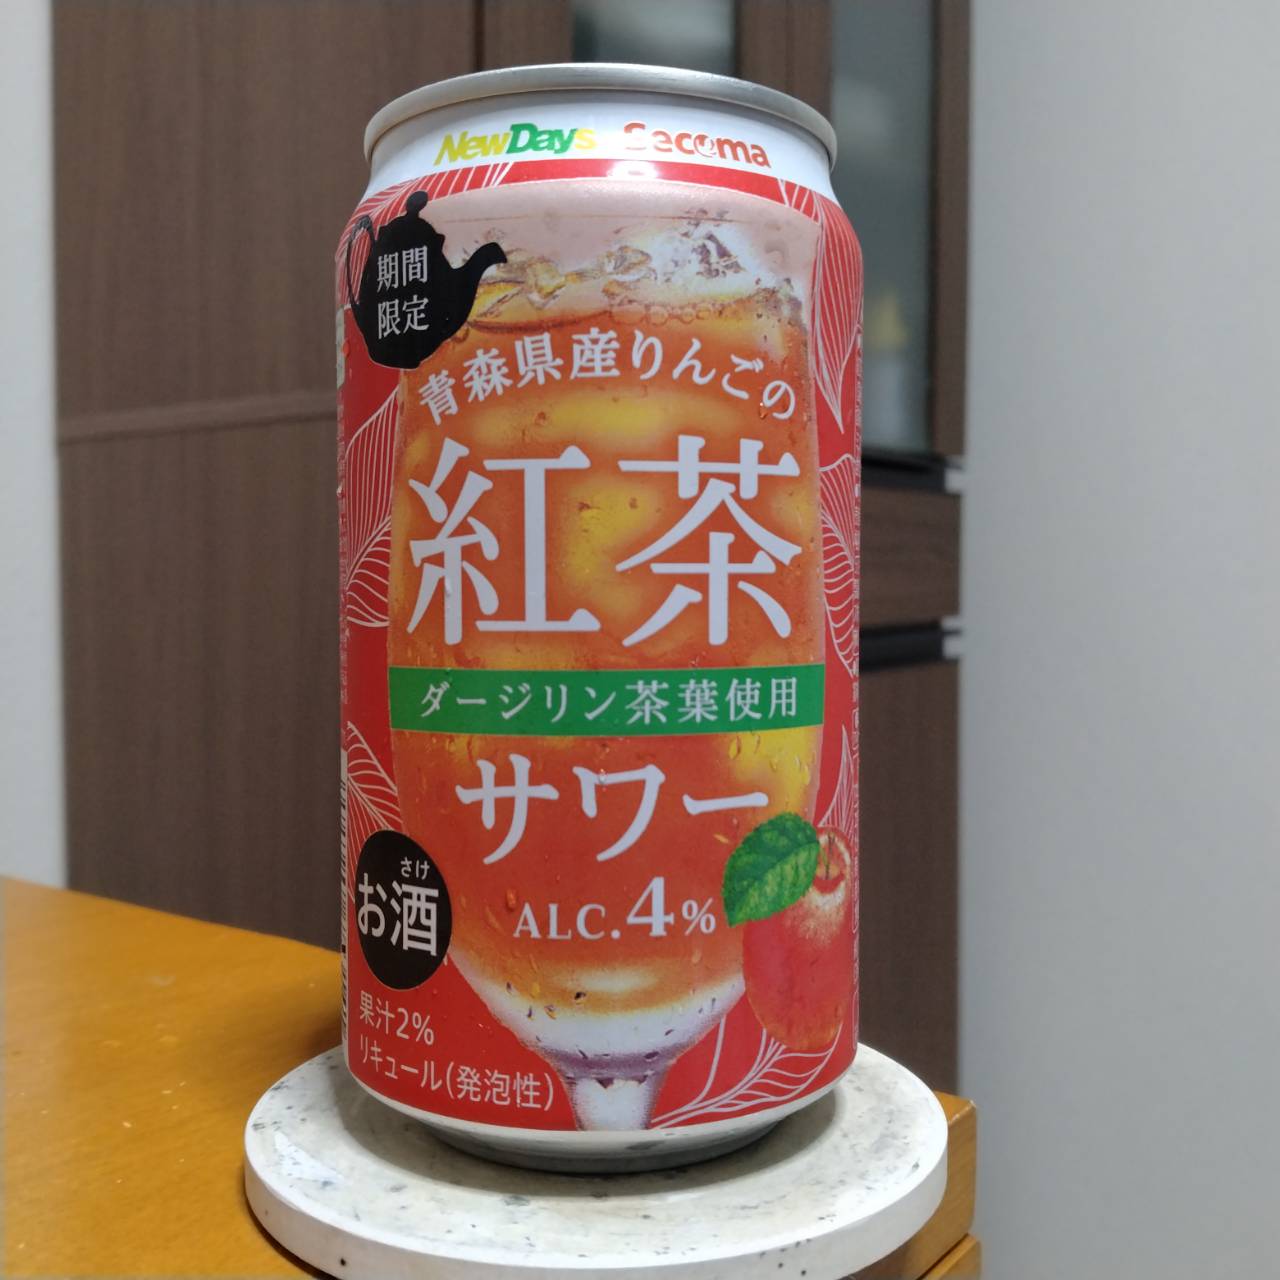 NewDays Secoma
期間
限定
青森県産りんごの
紅茶
ダージリン茶葉使用
サワー
ALC.4%
さけ
お酒
果汁2%
リキュール(発泡性)